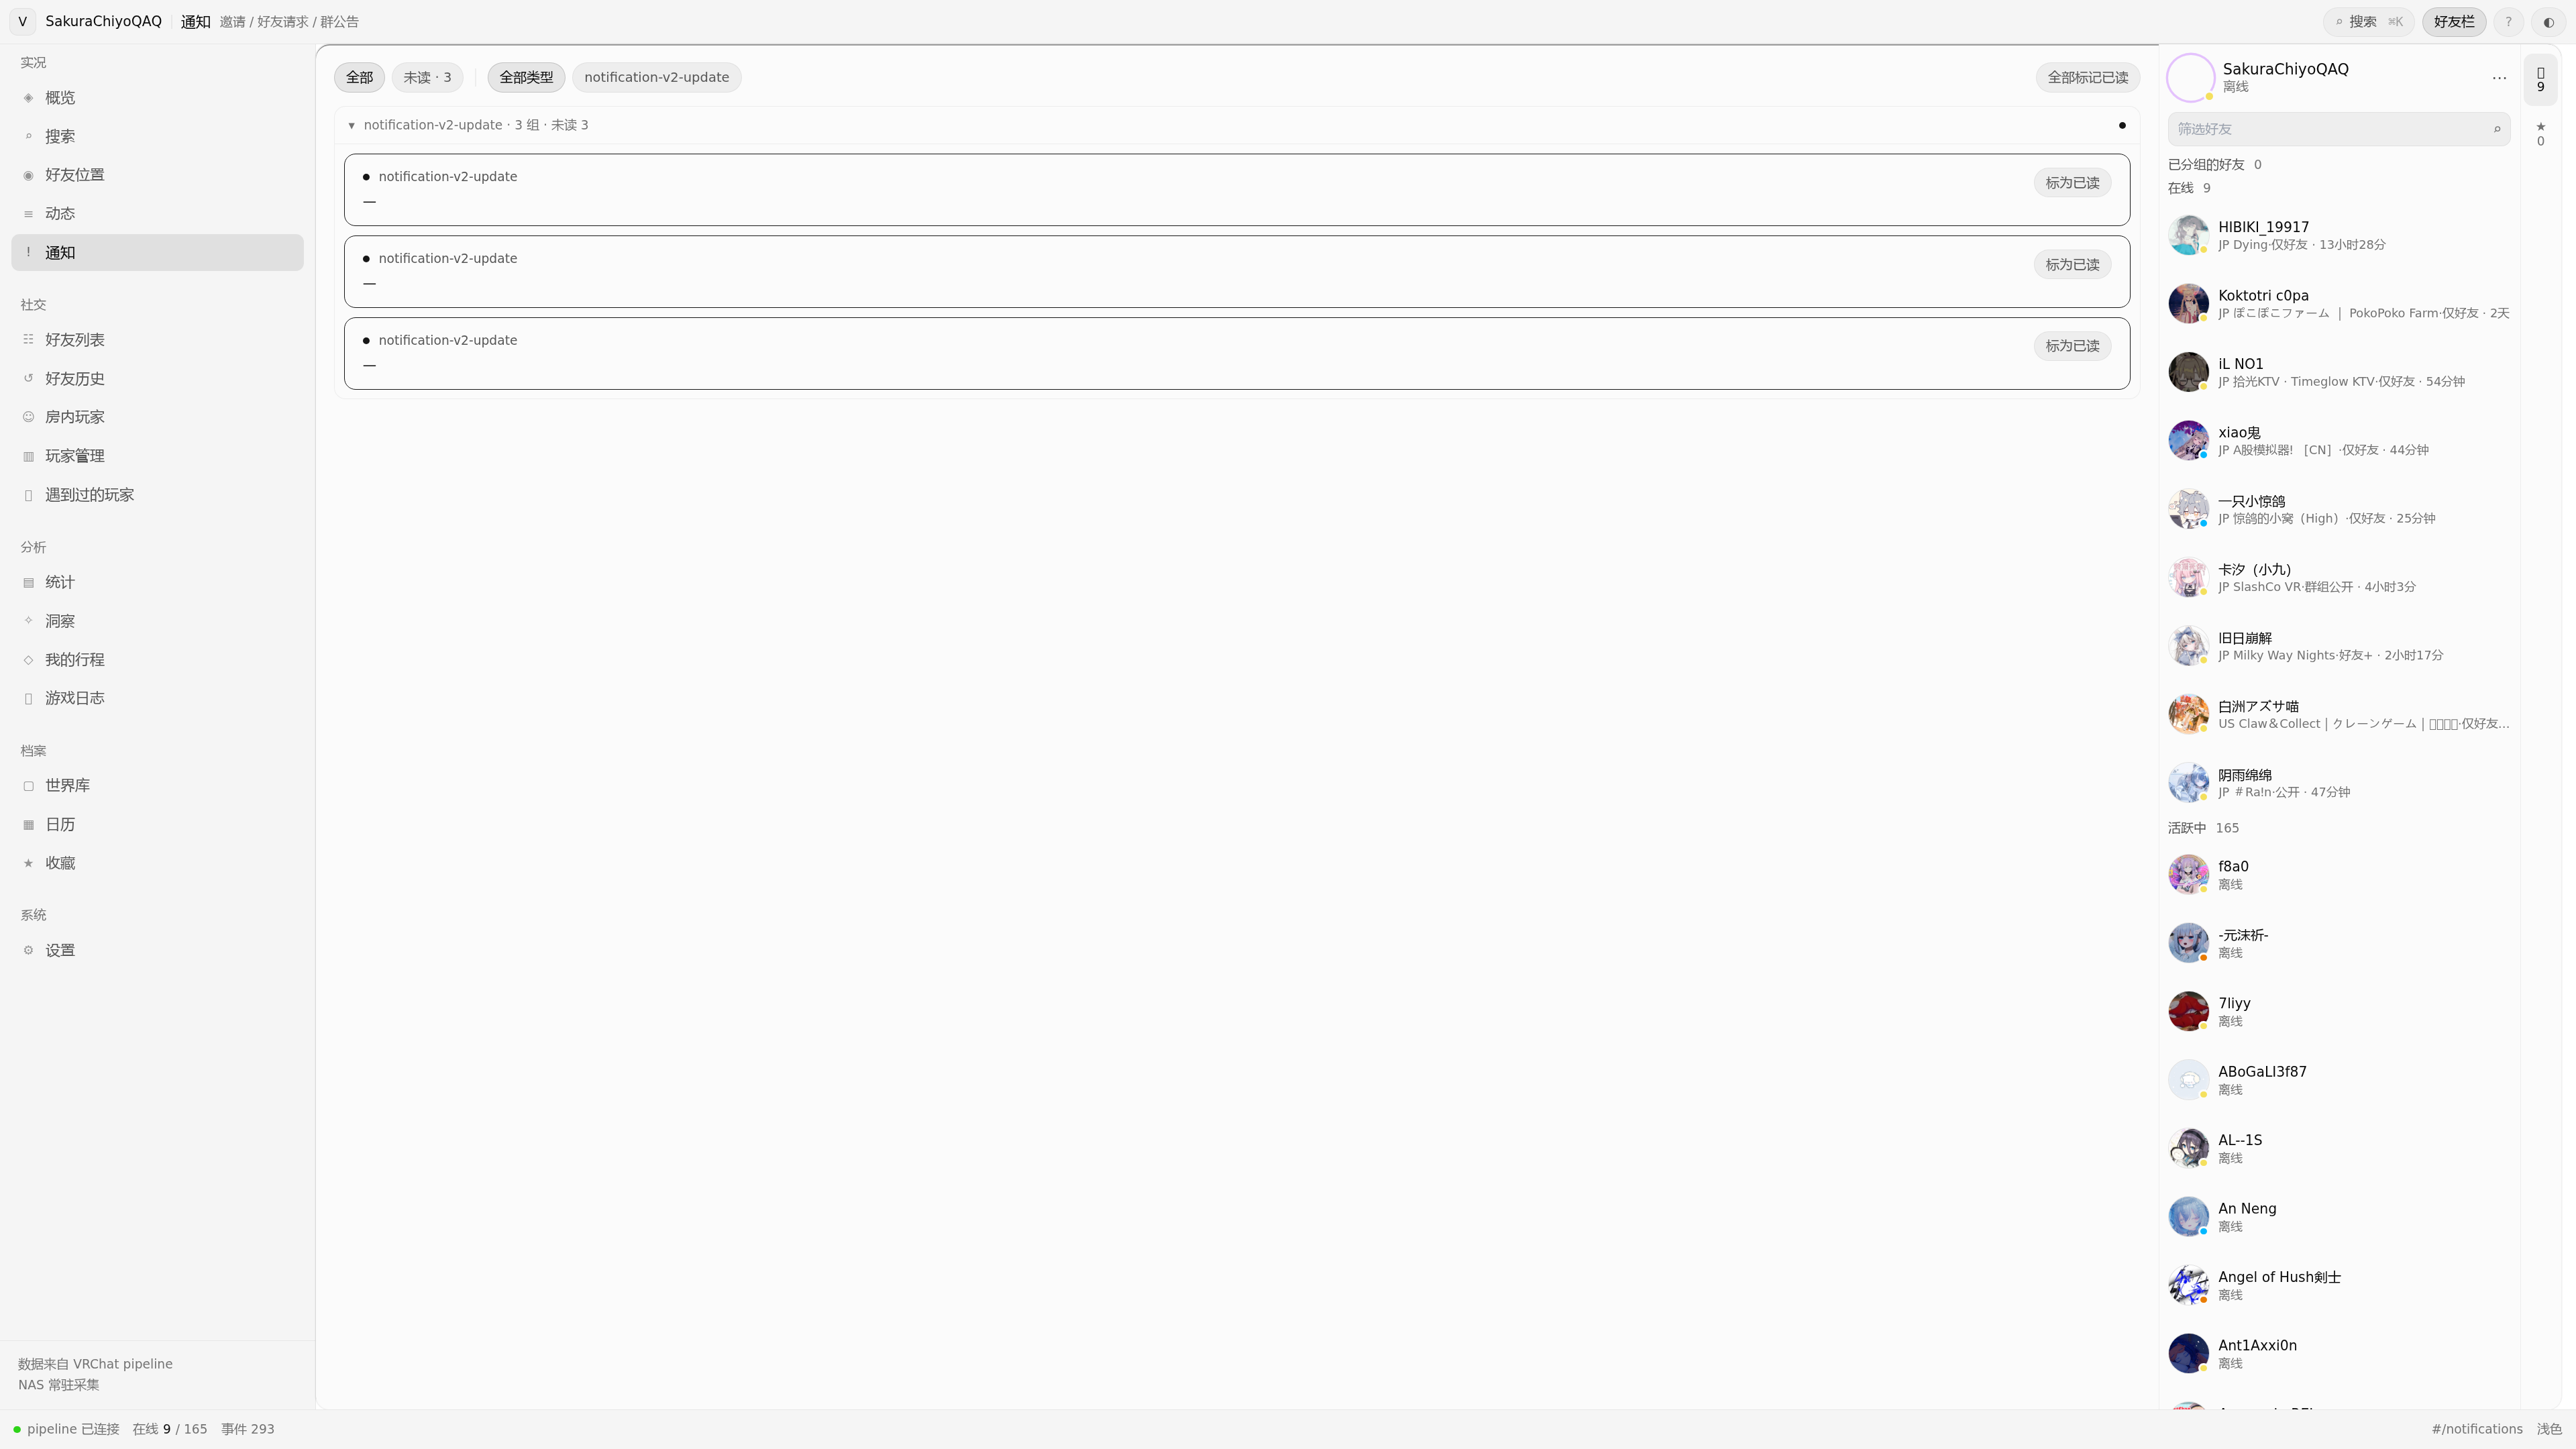 V SakuraChiyoQAQ 通知 邀请 / 好友请求 / 群公告
搜索 ⌘K 好友栏 ?
实况
概览
搜索
好友位置
动态
! 通知
社交
好友列表
好友历史
房内玩家
玩家管理
遇到过的玩家
分析
统计
洞察
我的行程
游戏日志
档案
世界库
日历
收藏
系统
设置
数据来自 VRChat pipeline
NAS 常驻采集
全部 未读 · 3 全部类型 notification-v2-update 全部标记已读
notification-v2-update · 3 组 · 未读 3
notification-v2-update 标为已读
—
notification-v2-update 标为已读
—
notification-v2-update 标为已读
—
SakuraChiyoQAQ ...
离线
9
0
筛选好友
已分组的好友 0
在线 9
HIBIKI_19917
JP Dying·仅好友 · 13小时28分
Koktotri c0pa
JP ぽこぽこファーム | PokoPoko Farm·仅好友 · 2天
iL NO1
JP 拾光KTV · Timeglow KTV·仅好友 · 54分钟
xiao鬼
JP A股模拟器! [CN] ·仅好友 · 44分钟
一只小惊鸽
JP 惊鸽的小窝（High）·仅好友 · 25分钟
卡汐（小九）
JP SlashCo VR·群组公开 · 4小时3分
旧日崩解
JP Milky Way Nights·好友+ · 2小时17分
白洲アズサ喵
US Claw＆Collect | クレーンゲーム | ·仅好友...
阴雨绵绵
JP ＃Ra!n·公开 · 47分钟
活跃中 165
f8a0
离线
-元沫祈-
离线
7liyy
离线
ABoGaLI3f87
离线
AL--1S
离线
An Neng
离线
Angel of Hush剣士
离线
Ant1Axxi0n
离线
pipeline 已连接 在线 9 / 165 事件 293
#/notifications 浅色